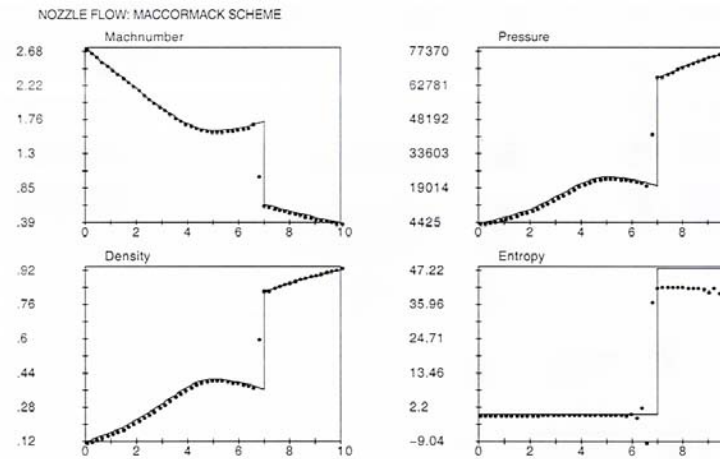 NOZZLE FLOW: MACCORMACK SCHEME
Machnumber
2.68
2.22
1.76
1.3
.85
.39
0 2 4 6 8 10
Pressure
77370
62781
48192
33603
19014
4425
0 2 4 6 8
Density
.92
.76
.6
.44
.28
.12
0 2 4 6 8 10
Entropy
47.22
35.96
24.71
13.46
2.2
-9.04
0 2 4 6 8